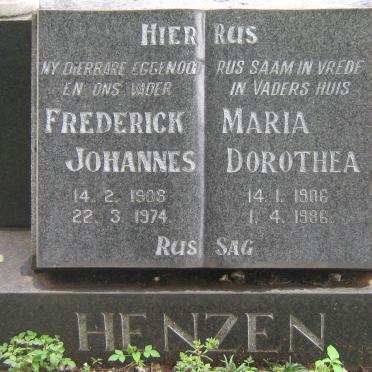 HIER RUS
MY DIERBARE EGGENOOT
EN ONS VADER
FREDERICK
JOHANNES
14. 2. 1908
22. 3. 1974
RUS SAAM IN VREDE
IN VADERS HUIS
MARIA
DOROTHEA
14. 1. 1906
1. 4. 1986
RUS SAG
HENZEN